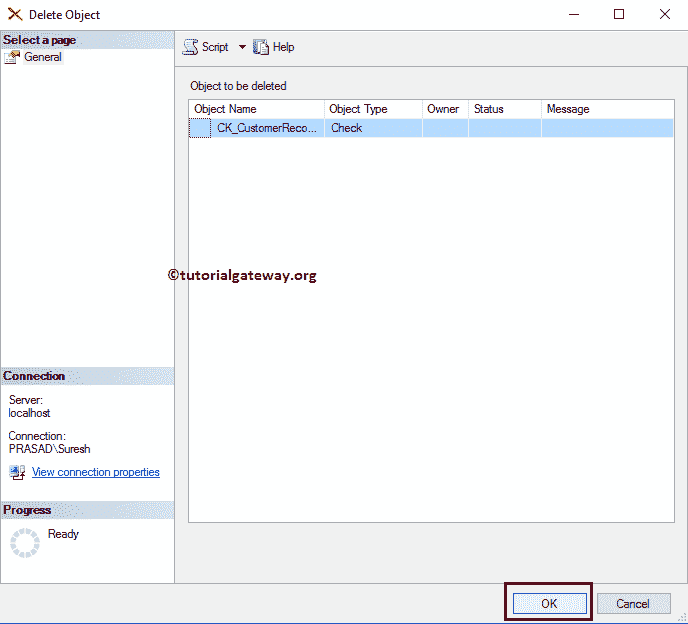 Delete Object
Select a page
General
Script Help
Object to be deleted
Object Name Object Type Owner Status Message
CK_CustomerReco... Check
©tutorialgateway.org
Connection
Server:
localhost
Connection:
PRASAD\Suresh
View connection properties
Progress
Ready
OK Cancel